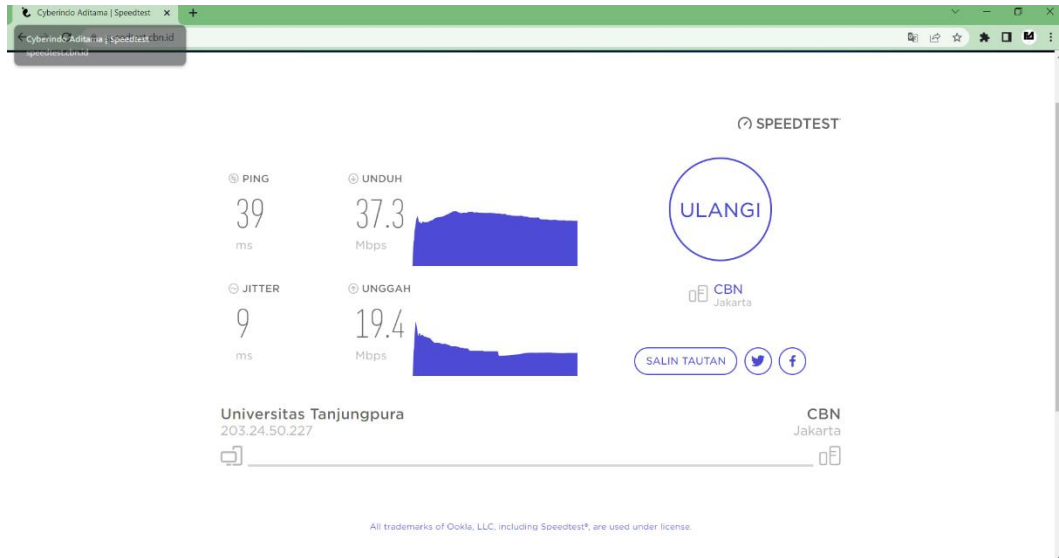 Cyberindo Aditama | Speedtest
Cyberindo Aditama | Speedtest
speedtest.cbn.id
SPEEDTEST
PING
39
ms
UNDUH
37.3
Mbps
ULANGI
JITTER
9
ms
UNGGAH
19.4
Mbps
CBN
Jakarta
SALIN TAUTAN
Universitas Tanjungpura
203.24.50.227
CBN
Jakarta
All trademarks of Ookla, LLC, including Speedtest®, are used under license.